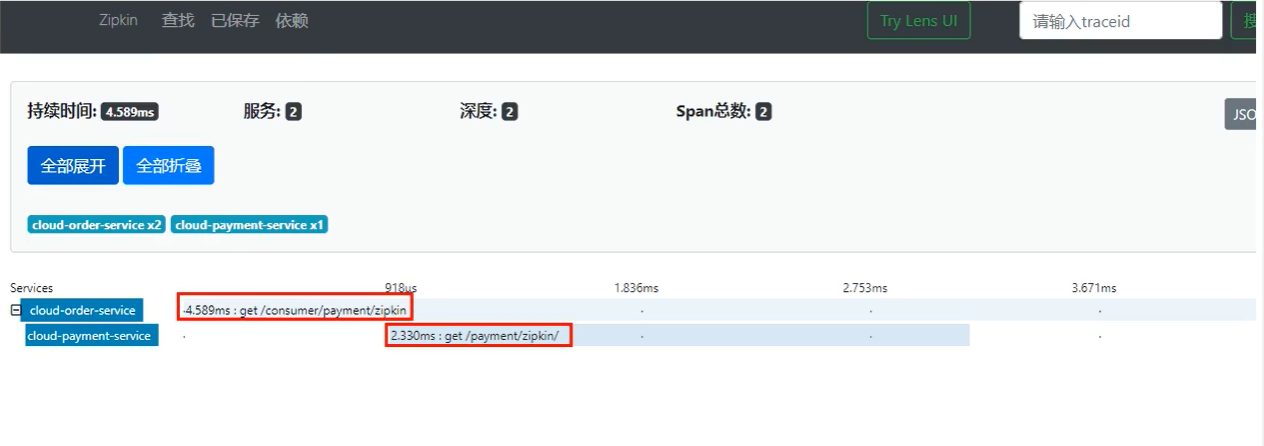 Zipkin 查找 已保存 依赖 Try Lens UI 请输入traceid
持续时间: 4.589ms 服务: 2 深度: 2 Span总数: 2
全部展开 全部折叠
cloud-order-service x2 cloud-payment-service x1
Services 918μs 1.836ms 2.753ms 3.671ms
cloud-order-service 4.589ms : get /consumer/payment/zipkin
cloud-payment-service 2.330ms : get /payment/zipkin/